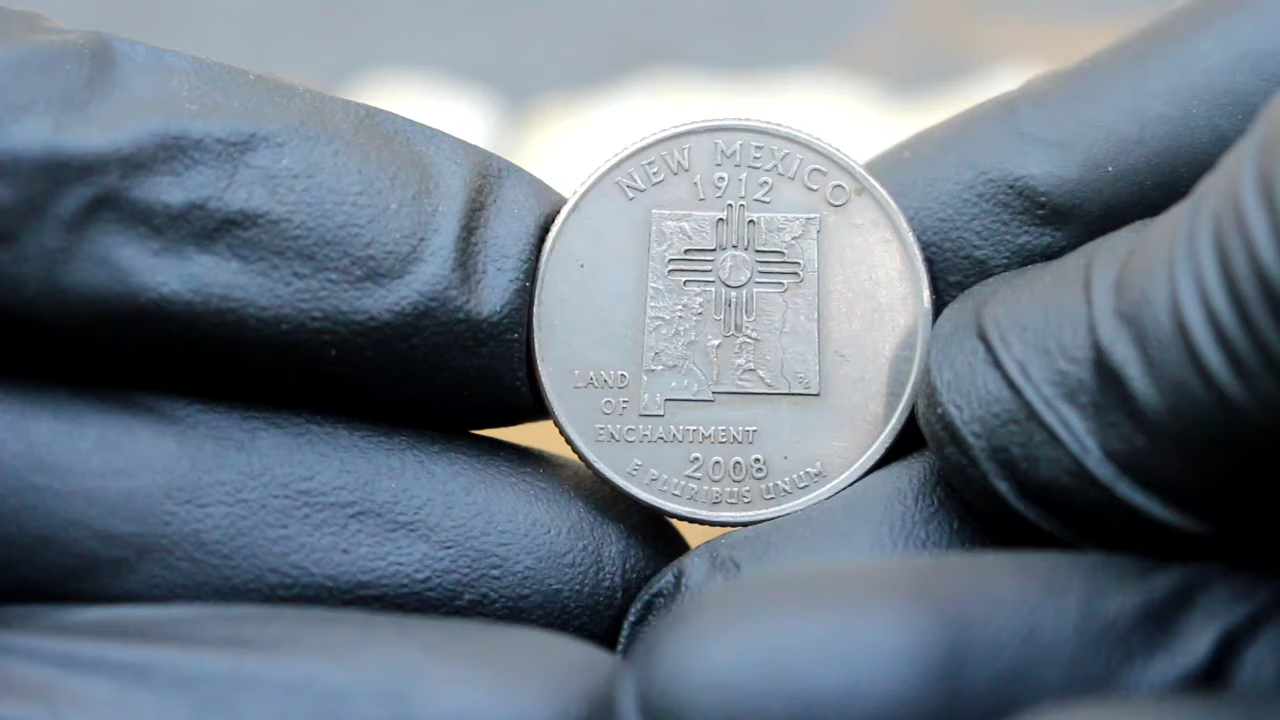 NEW MEXICO
1912
LAND
OF
ENCHANTMENT
2008
E PLURIBUS UNUM